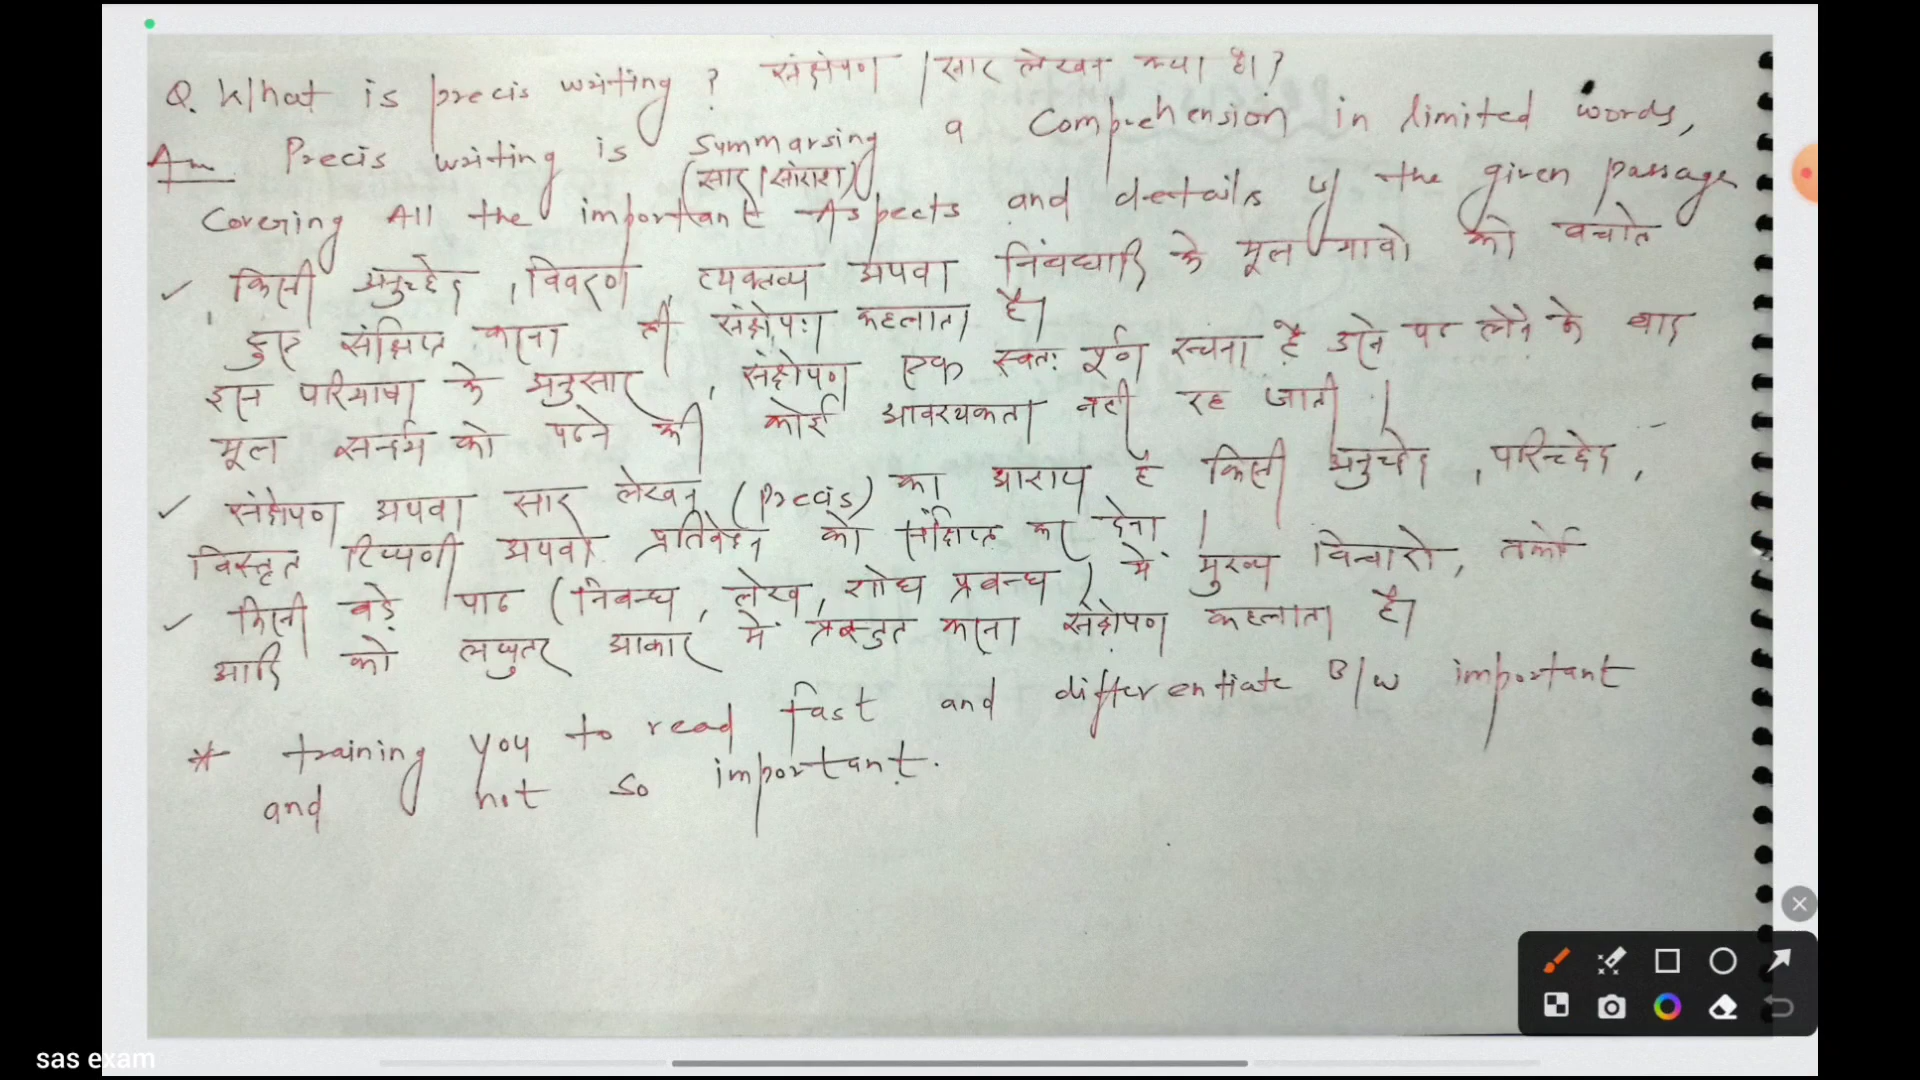 Q. What is precis writing? संक्षेपण / सार लेखन क्या है।?
Ans Precis writing is summarsing a comprehension in limited words,
(सार/सारांश)
Covering All the important Aspects and details of the given passage
✓ किसी अनुच्छेद, विवरण, व्यक्तव्य अथवा निबंधादि के मूल भावो को बचाते
हुए संक्षिप्त करना ही संक्षेपण कहलाता है।
इस परिभाषा के अनुसार, संक्षेपण एक स्वतः पूर्ण रचना है उसे पढ लेने के बाद
मूल सन्दर्भ को पढने की कोई आवश्यकता नही रह जाती।
✓ संक्षेपण अथवा सार लेखन (Precis) का आशय है किसी अनुचछेद, परिच्छेद,
विस्तृत टिप्पणी अथवा प्रतिवेदन को संक्षिप्त कर देना।
✓ किसी बड़े पाठ (निबन्ध, लेख, शोध प्रबन्ध) में मुख्य विचारो, तर्को
आदि को लघुतर आकार में प्रस्तुत करना संक्षेपण कहलाता है।
* training you to read fast and differentiate B/w important
and not so important.
sas exam